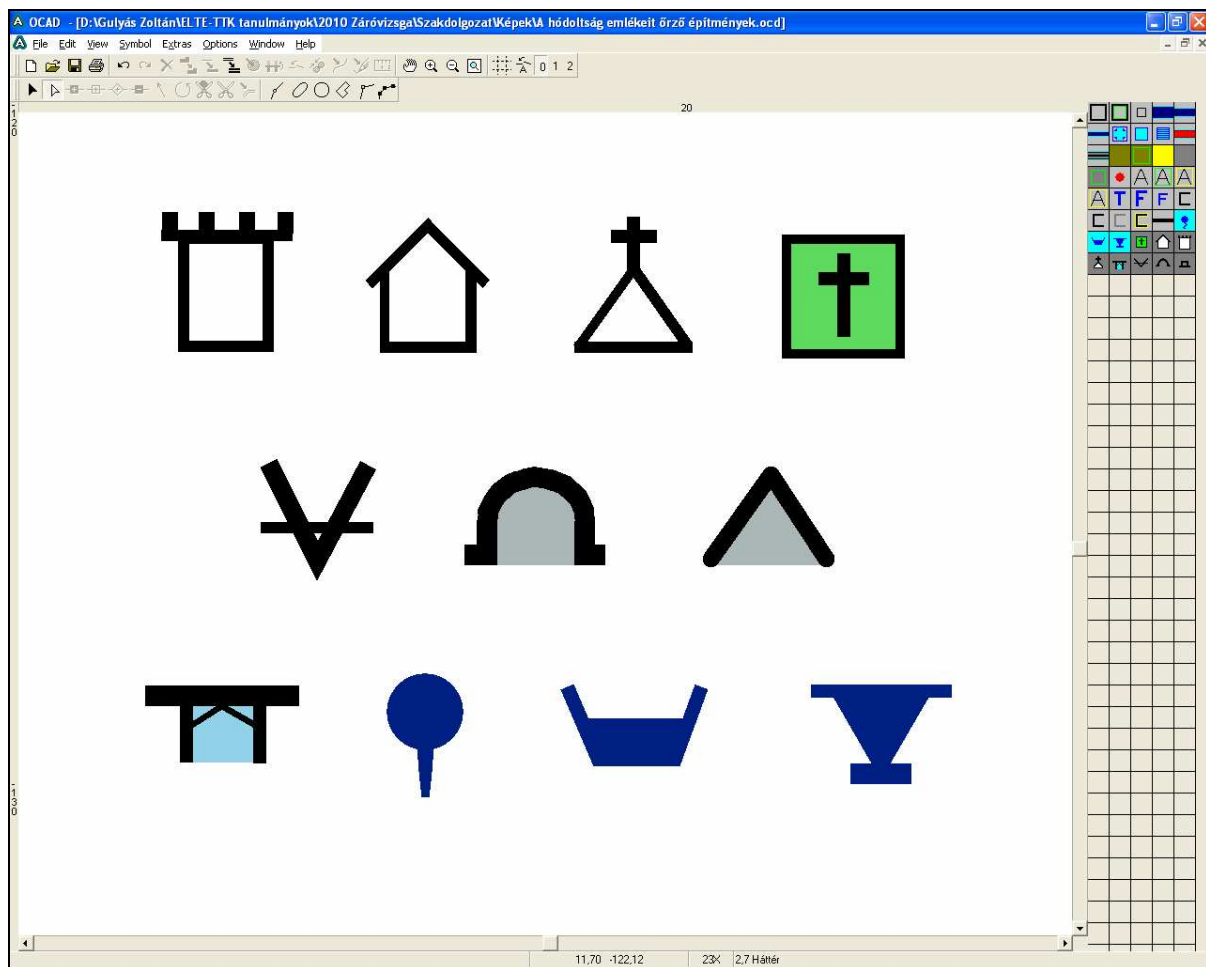 OCAD - [D:\Gulyás Zoltán\ELTE-TTK tanulmányok\2010 Záróvizsga\Szakdolgozat\Képek\A hódoltság emlékeit őrző építmények.ocd]
File Edit View Symbol Extras Options Window Help
0 1 2
20
-120
A A A
A T F F C
C C C
-130
11,70 -122,12 23X 2,7 Háttér